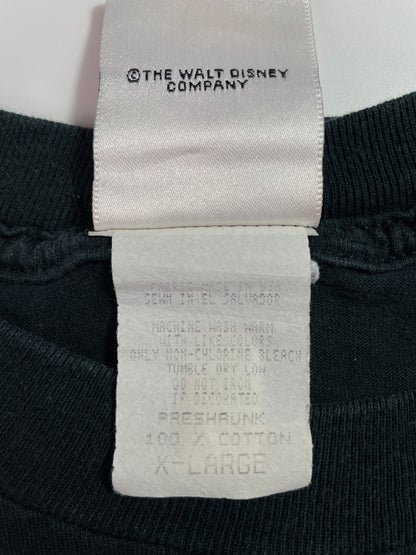 ©THE WALT DISNEY
COMPANY
FABRIC MADE IN USA
SEWN IN EL SALVADOR
MACHINE WASH WARM
WITH LIKE COLORS
ONLY NON-CHLORINE BLEACH
TUMBLE DRY LOW
DO NOT IRON
IF DECORATED
PRESHRUNK
100 % COTTON
X-LARGE